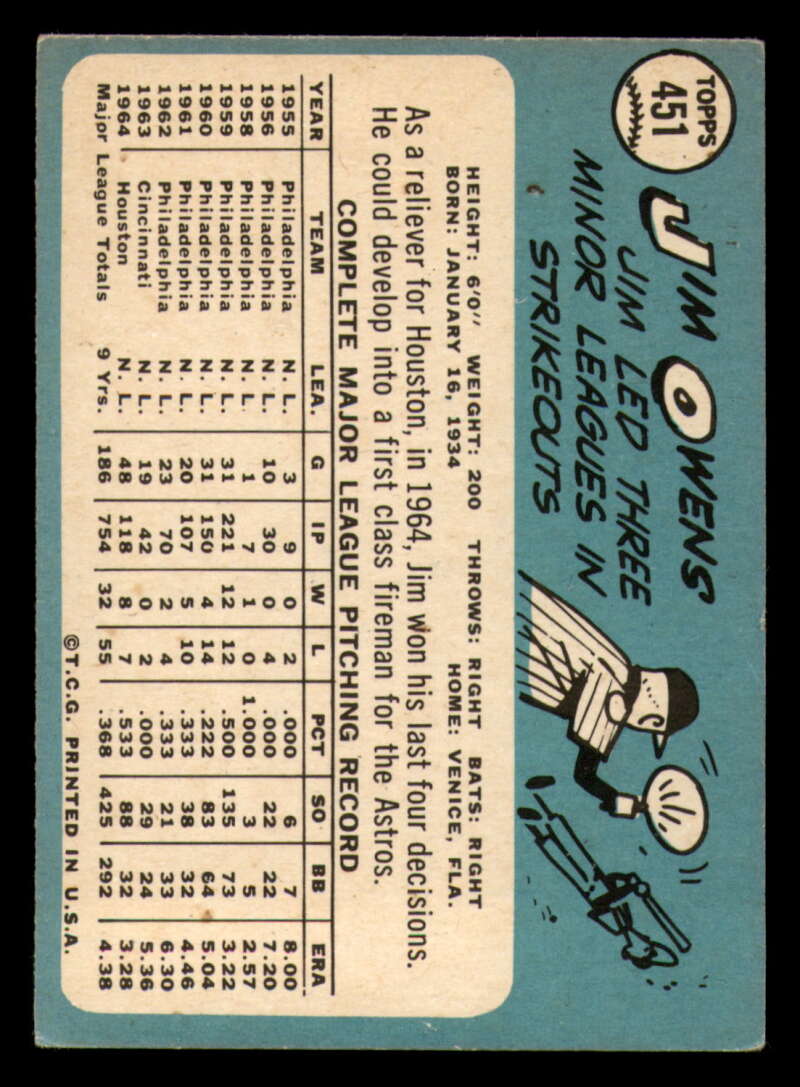 TOPPS
451
JIM OWENS
JIM LED THREE
MINOR LEAGUES IN
STRIKEOUTS
HEIGHT: 6'0" WEIGHT: 200 THROWS: RIGHT BATS: RIGHT
BORN: JANUARY 16, 1934 HOME: VENICE, FLA.
As a reliever for Houston, in 1964, Jim won his last four decisions.
He could develop into a first class fireman for the Astros.
COMPLETE MAJOR LEAGUE PITCHING RECORD
YEAR TEAM LEA. G IP W L PCT SO BB ERA
1955 Philadelphia N. L. 3 9 0 2 .000 6 7 8.00
1956 Philadelphia N. L. 10 30 0 4 .000 22 22 7.20
1958 Philadelphia N. L. 1 7 1 0 1.000 3 5 2.57
1959 Philadelphia N. L. 31 221 12 12 .500 135 73 3.22
1960 Philadelphia N. L. 31 150 4 14 .222 83 64 5.04
1961 Philadelphia N. L. 20 107 5 10 .333 38 32 4.46
1962 Philadelphia N. L. 23 70 2 4 .333 21 33 6.30
1963 Cincinnati N. L. 19 42 0 2 .000 29 24 5.36
1964 Houston N. L. 48 118 8 7 .533 88 32 3.28
Major League Totals 9 Yrs. 186 754 32 55 .368 425 292 4.38
©T.C.G. PRINTED IN U.S.A.